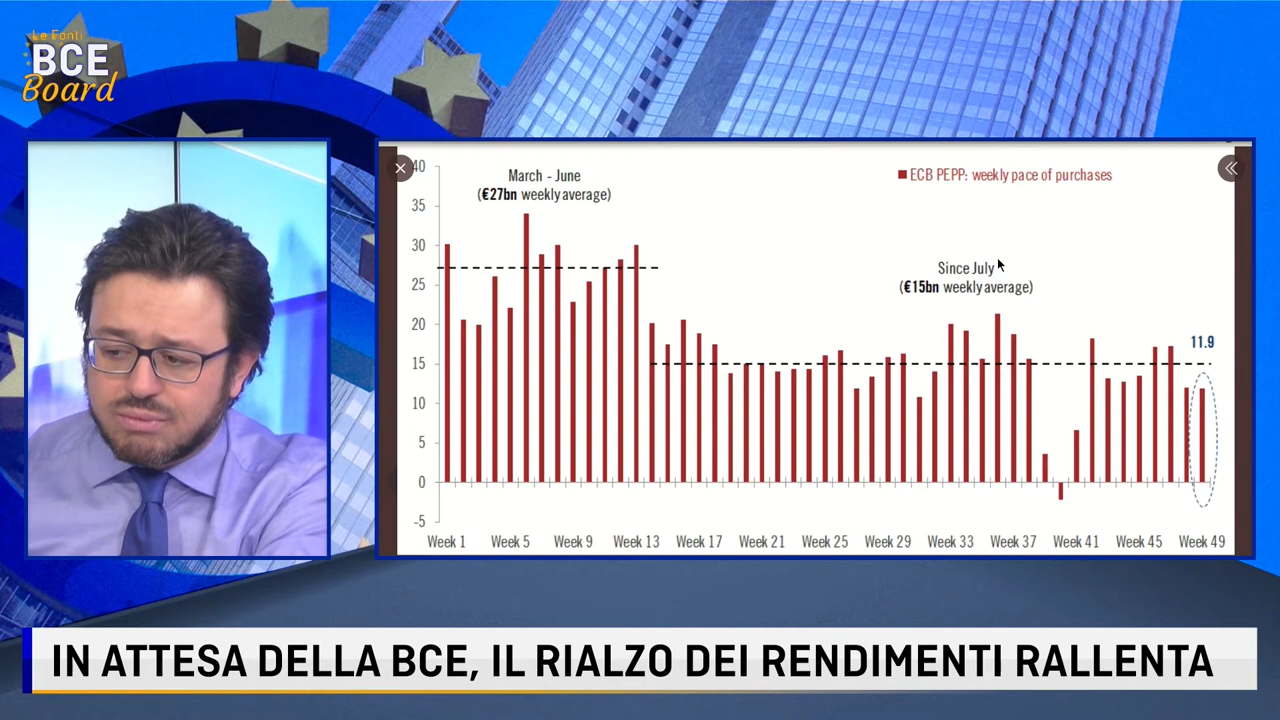 Le Fonti
BCE
Board
40
35
30
25
20
15
10
5
0
-5
March - June
(€27bn weekly average)
ECB PEPP: weekly pace of purchases
Since July
(€15bn weekly average)
11.9
Week 1 Week 5 Week 9 Week 13 Week 17 Week 21 Week 25 Week 29 Week 33 Week 37 Week 41 Week 45 Week 49
IN ATTESA DELLA BCE, IL RIALZO DEI RENDIMENTI RALLENTA